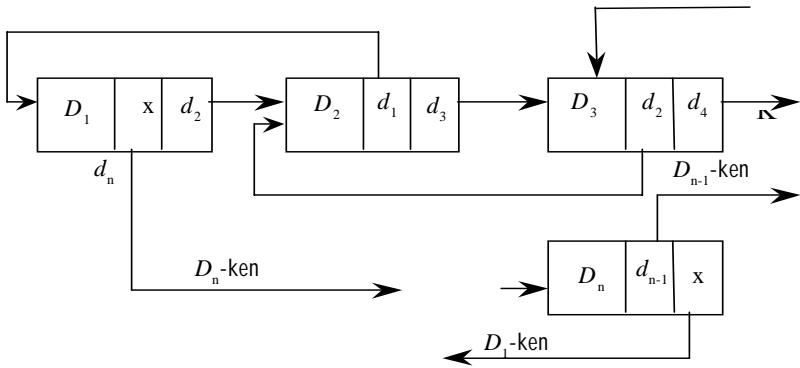 D₁ x d₂ D₂ d₁ d₃ D₃ d₂ d₄
dₙ
Dₙ₋₁-ken
Dₙ-ken
Dₙ dₙ₋₁ x
D₁-ken